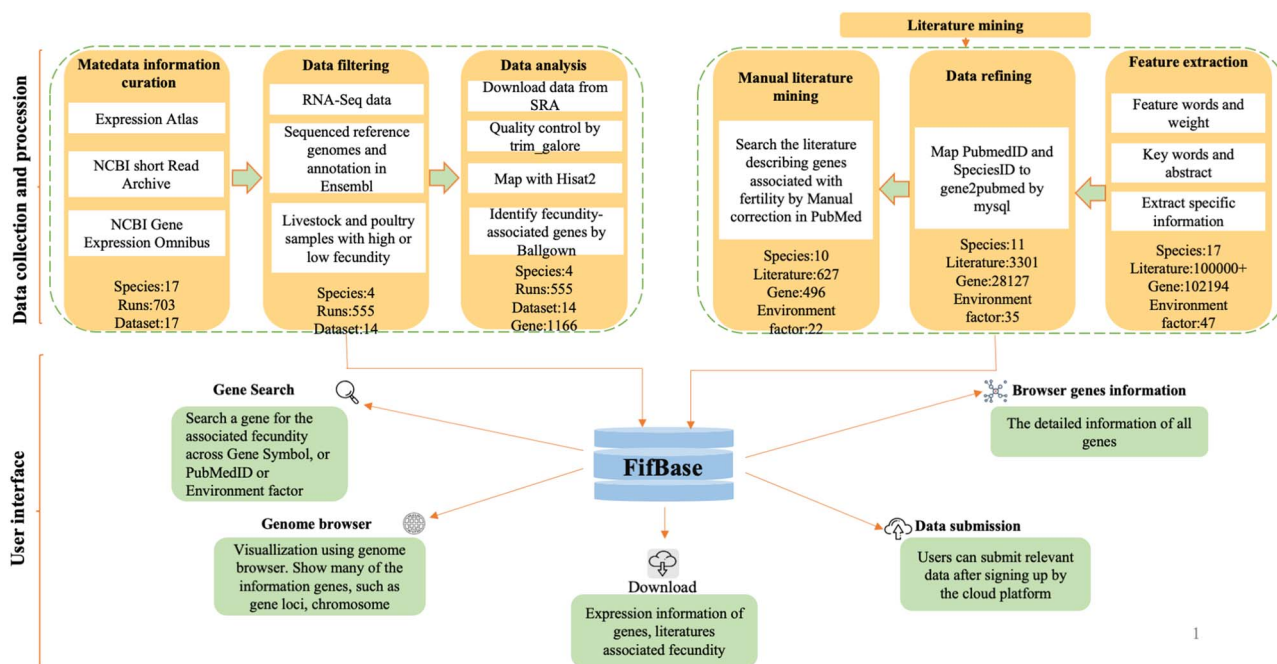 Literature mining
Data collection and procession
Matedata information
curation
Expression Atlas
NCBI short Read
Archive
NCBI Gene
Expression Omnibus
Species:17
Runs:703
Dataset:17
Data filtering
RNA-Seq data
Sequenced reference
genomes and
annotation in
Ensembl
Livestock and poultry
samples with high or
low fecundity
Species:4
Runs:555
Dataset:14
Data analysis
Download data from
SRA
Quality control by
trim_galore
Map with Hisat2
Identify fecundity-
associated genes by
Ballgown
Species:4
Runs:555
Dataset:14
Gene:1166
Manual literature
mining
Search the literature
describing genes
associated with
fertility by Manual
correction in PubMed
Species:10
Literature:627
Gene:496
Environment
factor:22
Data refining
Map PubmedID and
SpeciesID to
gene2pubmed by
mysql
Species:11
Literature:3301
Gene:28127
Environment
factor:35
Feature extraction
Feature words and
weight
Key words and
abstract
Extract specific
information
Species:17
Literature:100000+
Gene:102194
Environment
factor:47
User interface
Gene Search
Search a gene for the
associated fecundity
across Gene Symbol, or
PubMedID or
Environment factor
Genome browser
Visuallization using genome
browser. Show many of the
information genes, such as
gene loci, chromosome
FifBase
Download
Expression information of
genes, literatures
associated fecundity
Browser genes information
The detailed information of all
genes
Data submission
Users can submit relevant
data after signing up by
the cloud platform
1